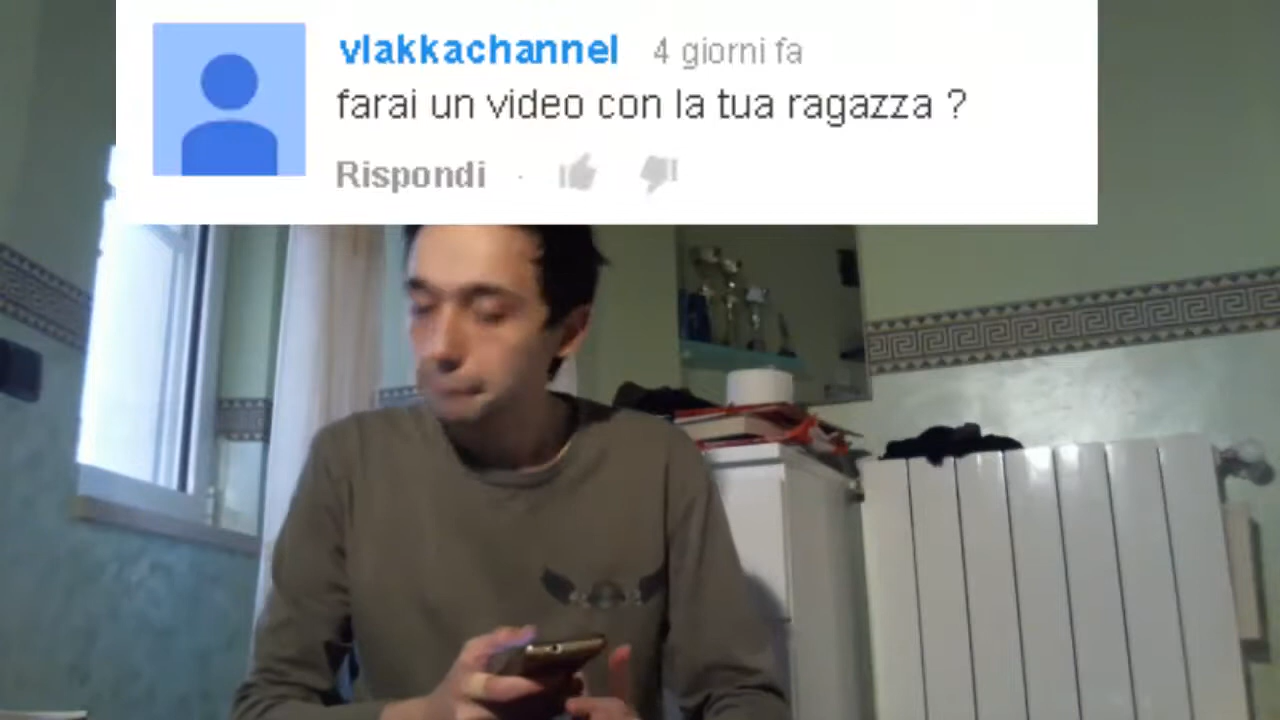 vlakkachannel 4 giorni fa
farai un video con la tua ragazza ?
Rispondi ·